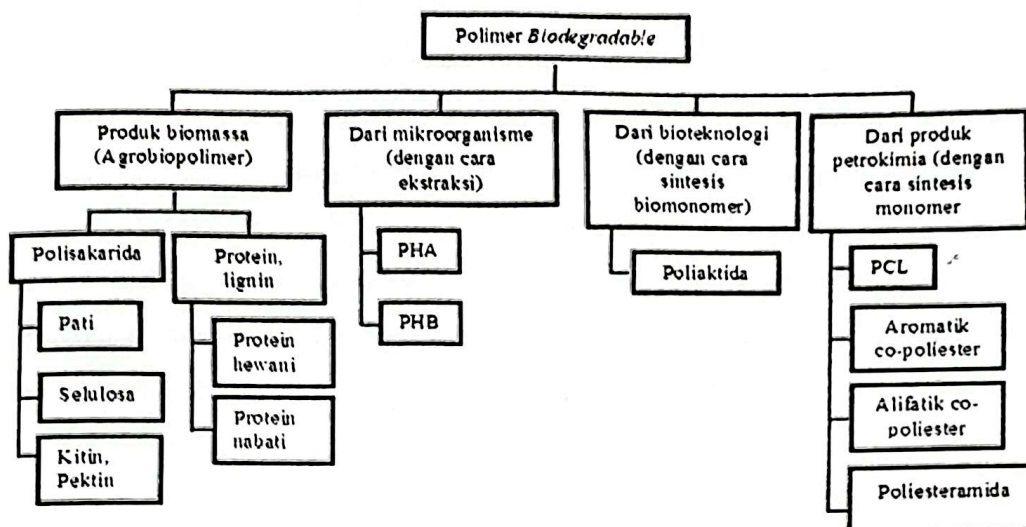 Polimer Biodegradable
Produk biomassa
(Agrobiopolimer)
Dari mikroorganisme
(dengan cara
ekstraksi)
Dari bioteknologi
(dengan cara
sintesis
biomonomer)
Dari produk
petrokimia (dengan
cara sintesis
monomer
Polisakarida
Pati
Selulosa
Kitin,
Pektin
Protein,
lignin
Protein
hewani
Protein
nabati
PHA
PHB
Poliaktida
PCL
Aromatik
co-poliester
Alifatik co-
poliester
Poliesteramida